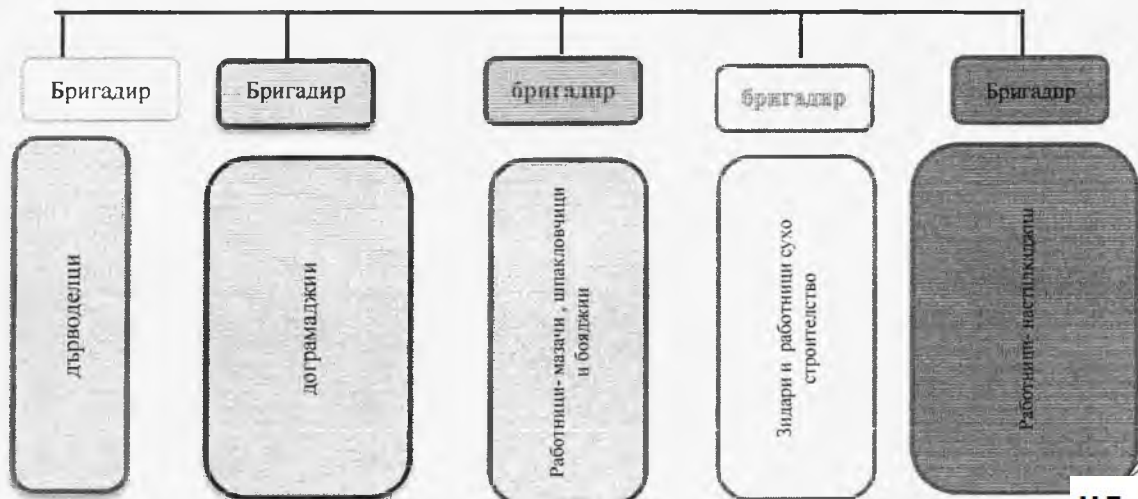 Бригадир
Бригадир
бригадир
бригадир
Бригадир
дърводелци
дограмаджии
Работници- мазачи , шпакловчици
и бояджии
Зидари и работници сухо
строителство
Работници- настилкаджии